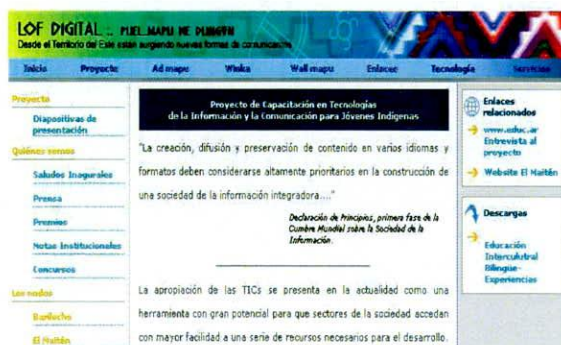 LOF DIGITAL .:. PUEL MAPU NE DUNGÜN
Desde el Territorio del Este están surgiendo nuevas formas de comunicación
Inicio Proyecto Ad mapu Winka Wall mapu Enlaces Tecnología Servicios
Proyecto
Diapositivas de
presentación
Quiénes somos
Saludos Inagurales
Prensa
Premios
Notas Institucionales
Concursos
Los nodos
Bariloche
El Maitén
Proyecto de Capacitación en Tecnologías
de la Información y la Comunicación para Jóvenes Indígenas
"La creación, difusión y preservación de contenido en varios idiomas y
formatos deben considerarse altamente prioritarios en la construcción de
una sociedad de la información integradora...."
Declaración de Principios, primera fase de la
Cumbre Mundial sobre la Sociedad de la
Información.
La apropiación de las TICs se presenta en la actualidad como una
herramienta con gran potencial para que sectores de la sociedad accedan
con mayor facilidad a una serie de recursos necesarios para el desarrollo.
Enlaces
relacionados
www.educ.ar
Entrevista al
proyecto
Website El Maitén
Descargas
Educación
Intercultutral
Bilingüe-
Experiencias